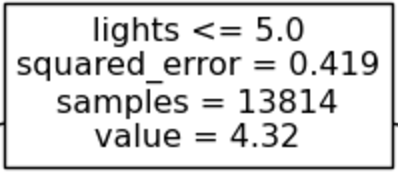 lights <= 5.0
squared_error = 0.419
samples = 13814
value = 4.32